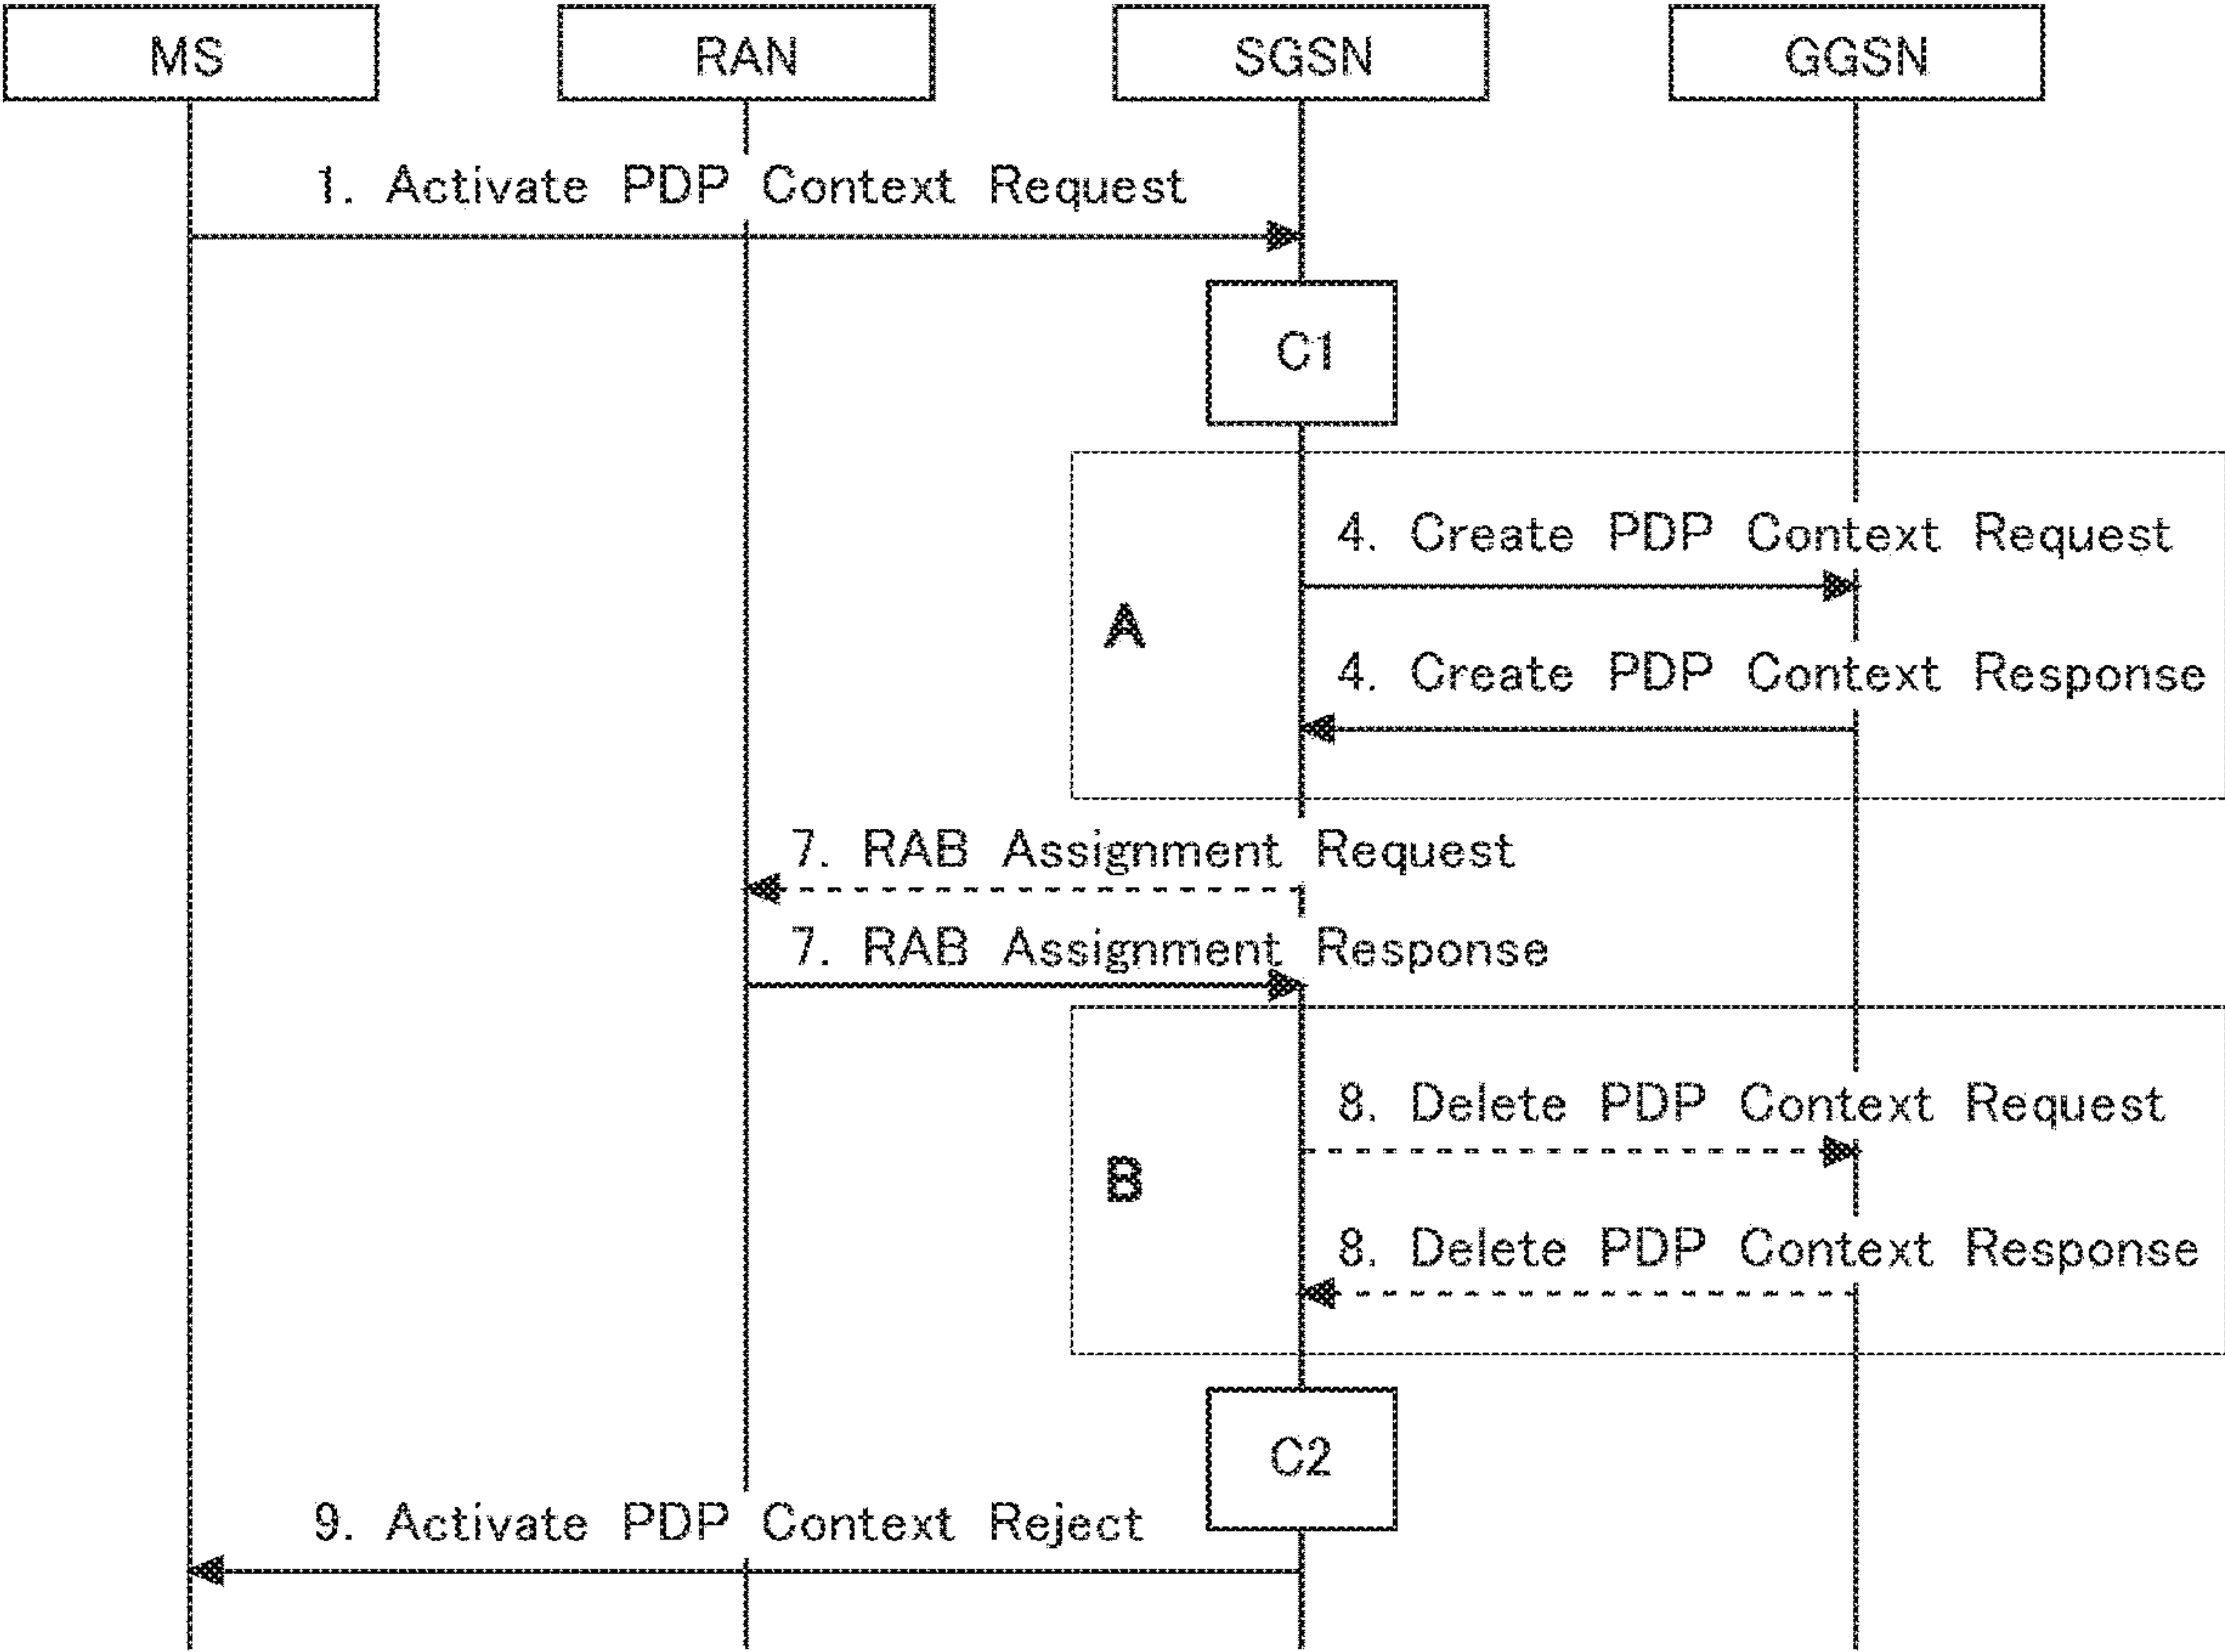 MS
RAN
SGSN
GGSN
1. Activate PDP Context Request
C1
4. Create PDP Context Request
A
4. Create PDP Context Response
7. RAB Assignment Request
7. RAB Assignment Response
8. Delete PDP Context Request
B
8. Delete PDP Context Response
C2
9. Activate PDP Context Reject